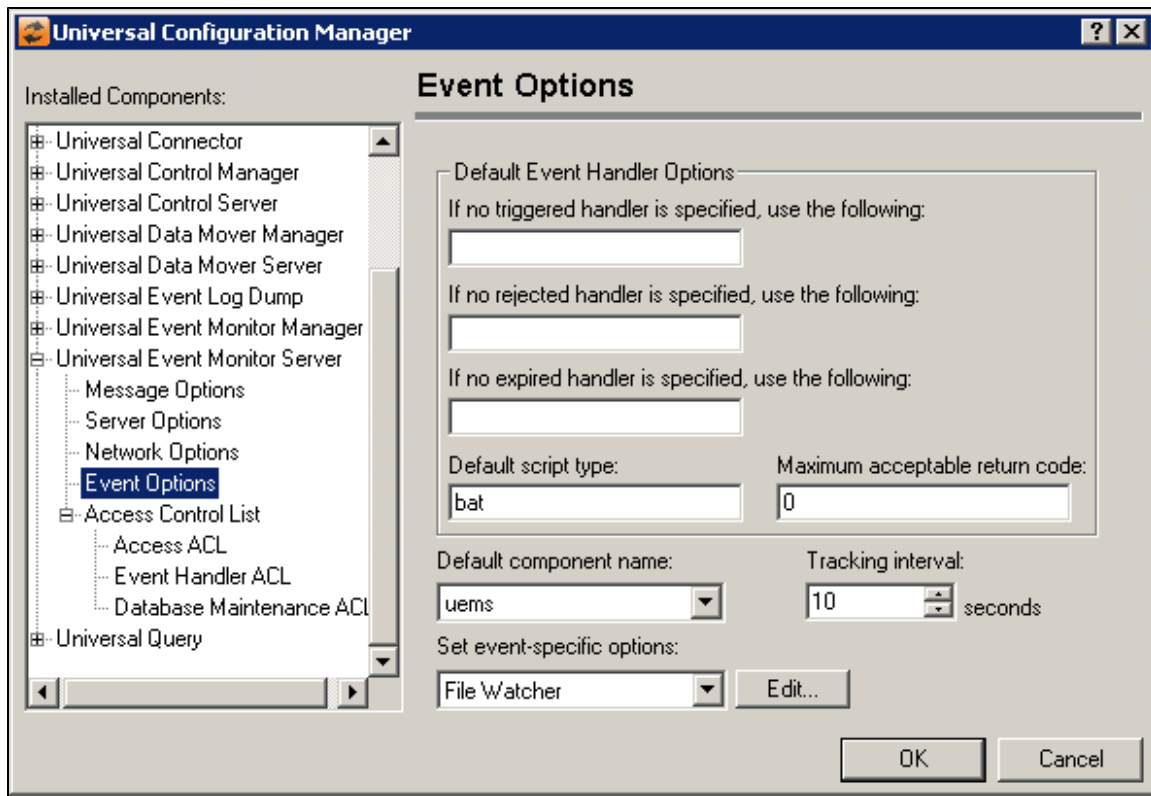 Universal Configuration Manager
Installed Components:
Universal Connector
Universal Control Manager
Universal Control Server
Universal Data Mover Manager
Universal Data Mover Server
Universal Event Log Dump
Universal Event Monitor Manager
Universal Event Monitor Server
Message Options
Server Options
Network Options
Event Options
Access Control List
Access ACL
Event Handler ACL
Database Maintenance ACL
Universal Query
Event Options
Default Event Handler Options
If no triggered handler is specified, use the following:
If no rejected handler is specified, use the following:
If no expired handler is specified, use the following:
Default script type:
Maximum acceptable return code:
bat
0
Default component name:
Tracking interval:
uems
10
seconds
Set event-specific options:
File Watcher
Edit...
OK
Cancel